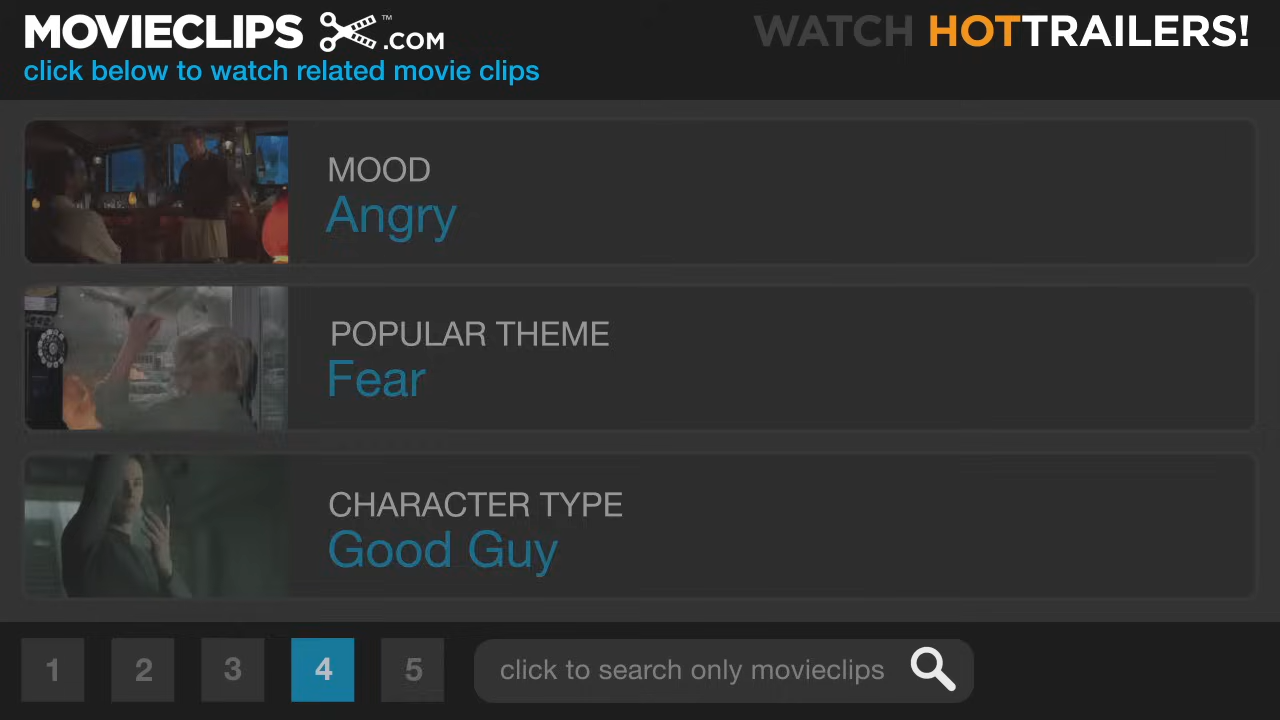 MOVIECLIPS ™ .COM
WATCH HOTTRAILERS!
click below to watch related movie clips
MOOD
Angry
POPULAR THEME
Fear
CHARACTER TYPE
Good Guy
1 2 3 4 5 click to search only movieclips